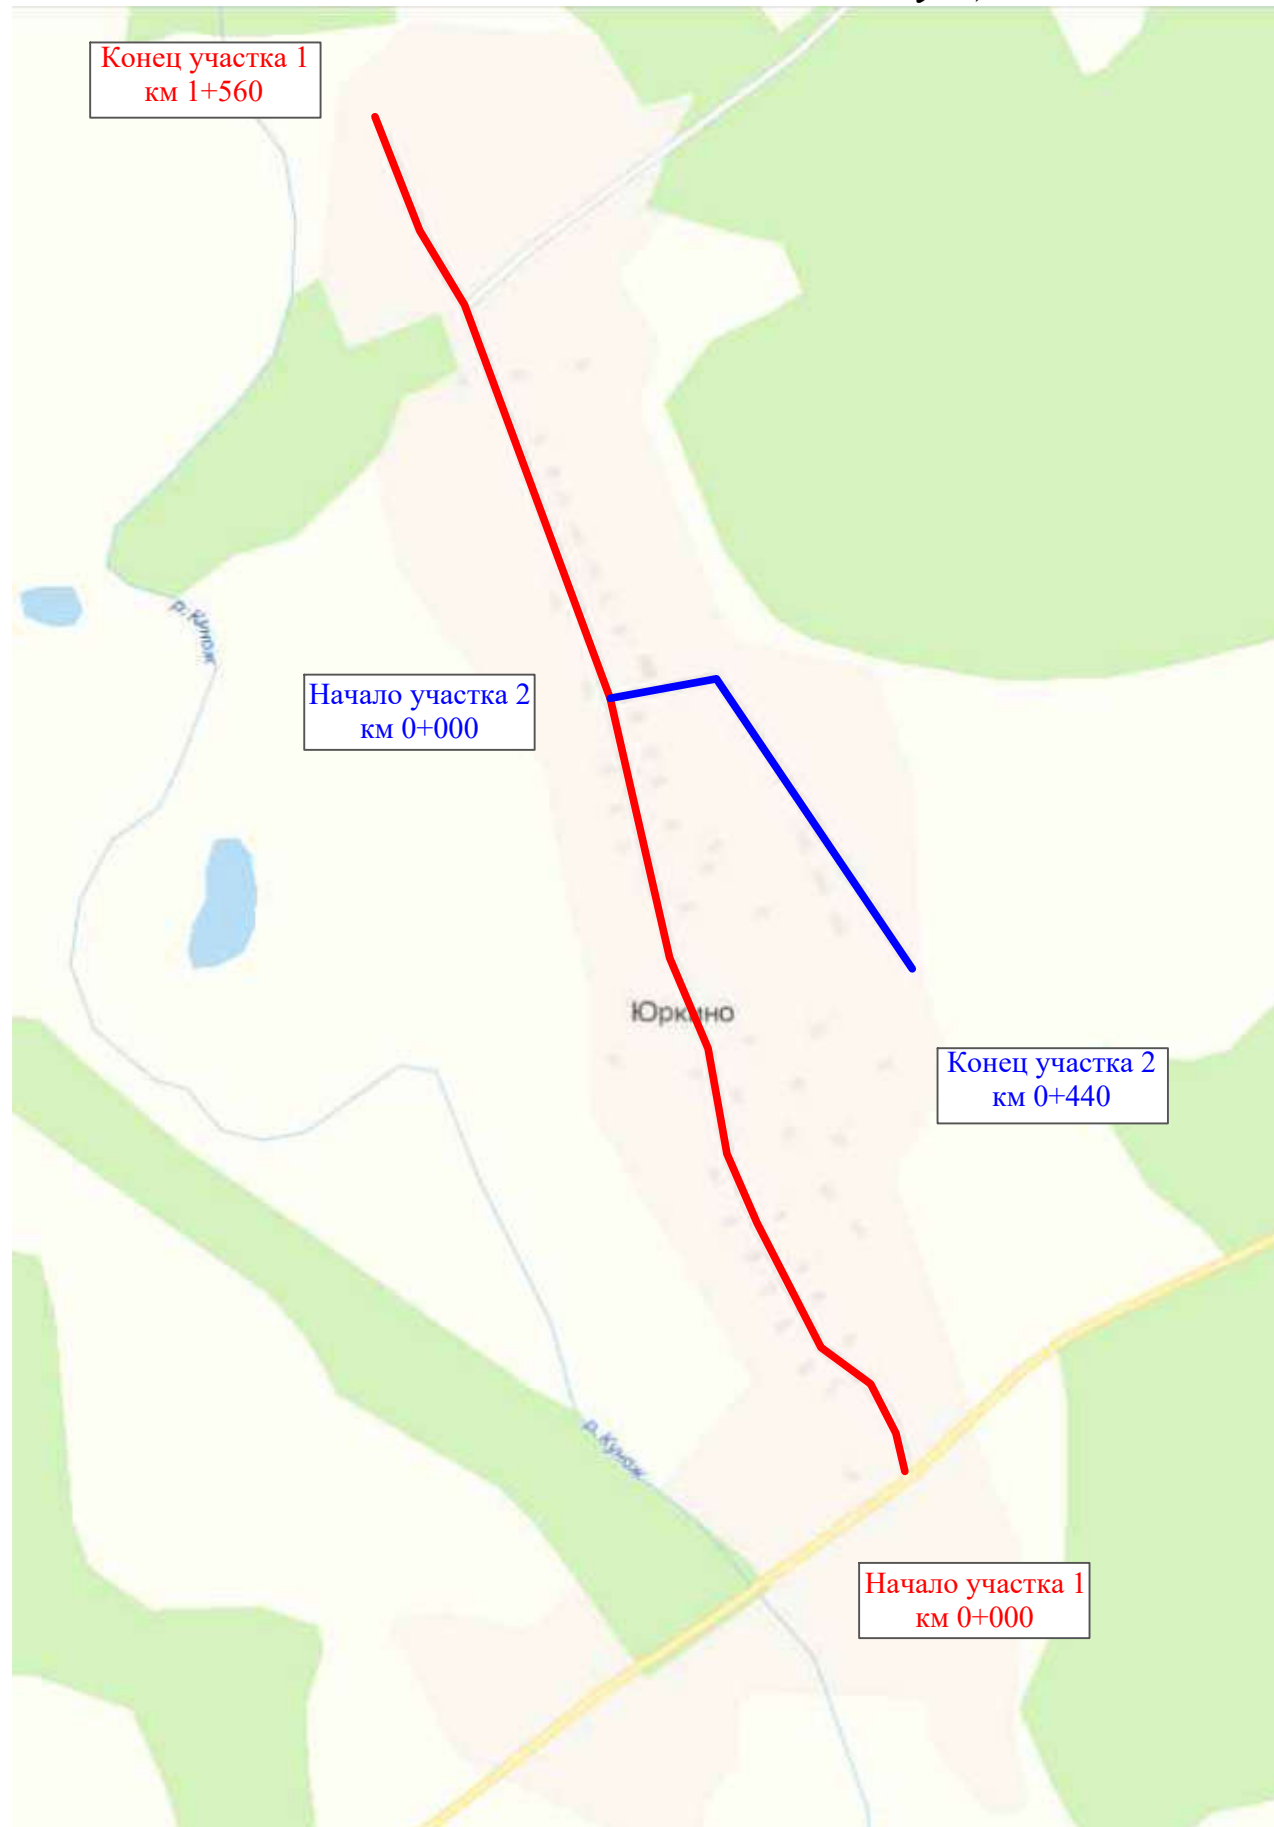 Конец участка 1
км 1+560
р. Кунож
Начало участка 2
км 0+000
Юркино
Конец участка 2
км 0+440
р. Кунож
Начало участка 1
км 0+000